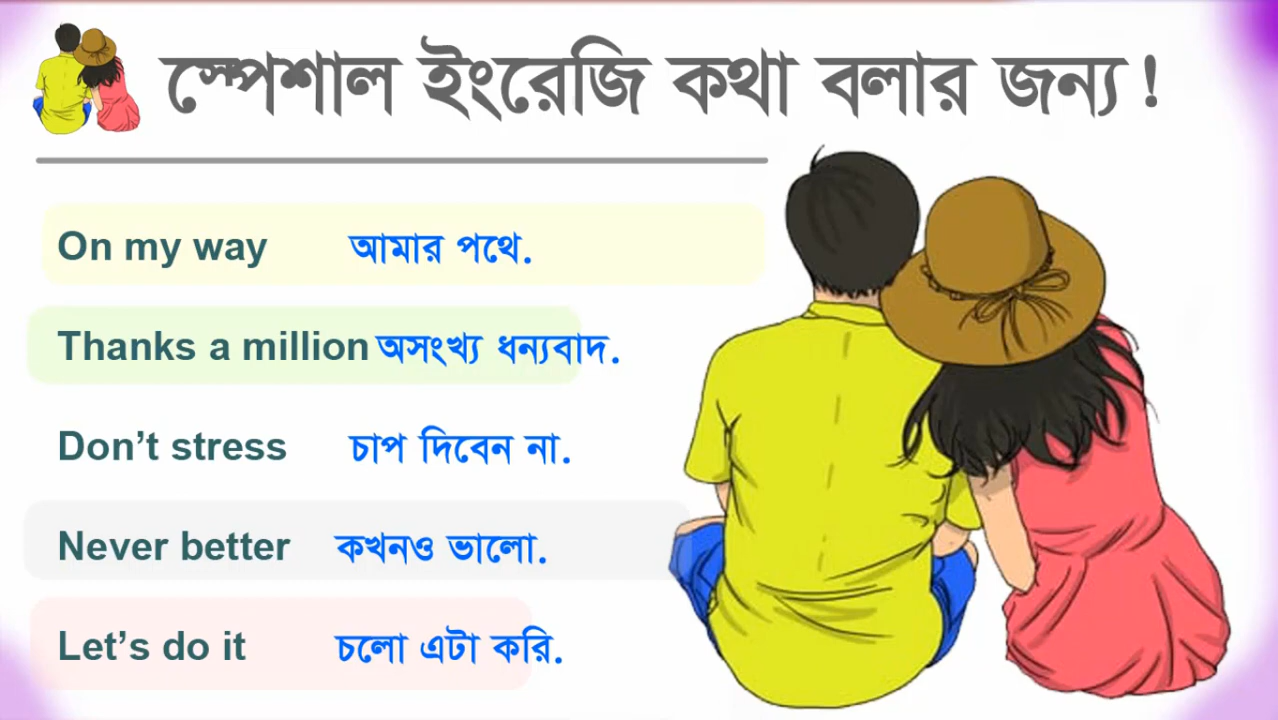 স্পেশাল ইংরেজি কথা বলার জন্য!
On my way আমার পথে.
Thanks a million অসংখ্য ধন্যবাদ.
Don’t stress চাপ দিবেন না.
Never better কখনও ভালো.
Let’s do it চলো এটা করি.